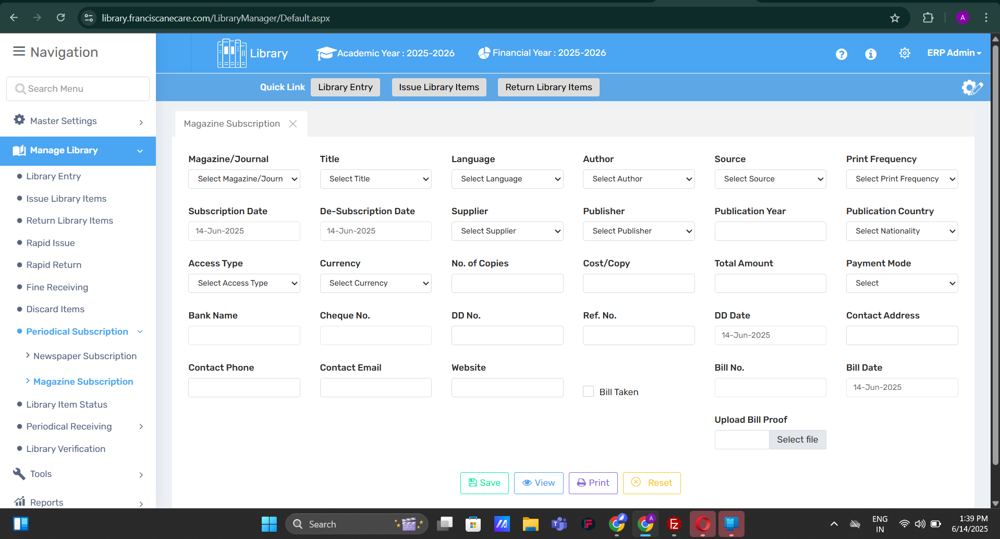 library.franciscanecare.com/LibraryManager/Default.aspx
A
Navigation
Library
Academic Year : 2025-2026
Financial Year : 2025-2026
ERP Admin
Search Menu
Quick Link
Library Entry
Issue Library Items
Return Library Items
Master Settings
Manage Library
Library Entry
Issue Library Items
Return Library Items
Rapid Issue
Rapid Return
Fine Receiving
Discard Items
Periodical Subscription
Newspaper Subscription
Magazine Subscription
Library Item Status
Periodical Receiving
Library Verification
Tools
Reports
Magazine Subscription
Magazine/Journal Title Language Author Source Print Frequency
Select Magazine/Journ Select Title Select Language Select Author Select Source Select Print Frequency
Subscription Date De-Subscription Date Supplier Publisher Publication Year Publication Country
14-Jun-2025 14-Jun-2025 Select Supplier Select Publisher Select Nationality
Access Type Currency No. of Copies Cost/Copy Total Amount Payment Mode
Select Access Type Select Currency Select
Bank Name Cheque No. DD No. Ref. No. DD Date Contact Address
14-Jun-2025
Contact Phone Contact Email Website Bill No. Bill Date
Bill Taken 14-Jun-2025
Upload Bill Proof
Select file
Save View Print Reset
Search
ENG
IN
1:39 PM
6/14/2025